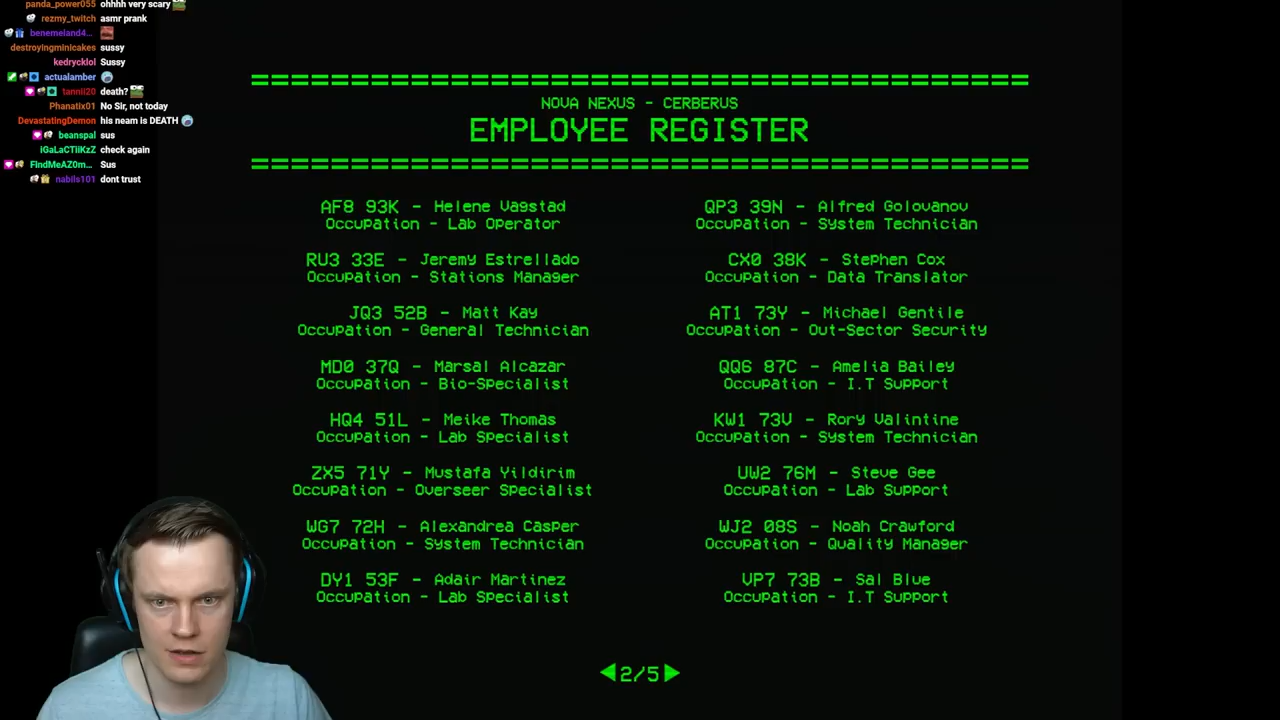 panda_power055 ohhhh very scary
rezmy_twitch asmr prank
benemeland4...
destroyingminicakes sussy
kedrycklol Sussy
actualamber
tannii20 death?
Phanatix01 No Sir, not today
DevastatingDemon his neam is DEATH
beanspal sus
iGaLaCTiiKzZ check again
FindMeAZ0m... Sus
nabils101 dont trust
NOVA NEXUS - CERBERUS
EMPLOYEE REGISTER
AF8 93K - Helene Vagstad
Occupation - Lab Operator
RU3 33E - Jeremy Estrellado
Occupation - Stations Manager
JQ3 52B - Matt Kay
Occupation - General Technician
MD0 37Q - Marsal Alcazar
Occupation - Bio-Specialist
HQ4 51L - Meike Thomas
Occupation - Lab Specialist
ZX5 71Y - Mustafa Yildirim
Occupation - Overseer Specialist
WG7 72H - Alexandrea Casper
Occupation - System Technician
DY1 53F - Adair Martinez
Occupation - Lab Specialist
QP3 39N - Alfred Golovanov
Occupation - System Technician
CX0 38K - Stephen Cox
Occupation - Data Translator
AT1 73Y - Michael Gentile
Occupation - Out-Sector Security
QQ6 87C - Amelia Bailey
Occupation - I.T Support
KW1 73V - Rory Valintine
Occupation - System Technician
UW2 76M - Steve Gee
Occupation - Lab Support
WJ2 08S - Noah Crawford
Occupation - Quality Manager
VP7 73B - Sal Blue
Occupation - I.T Support
2/5